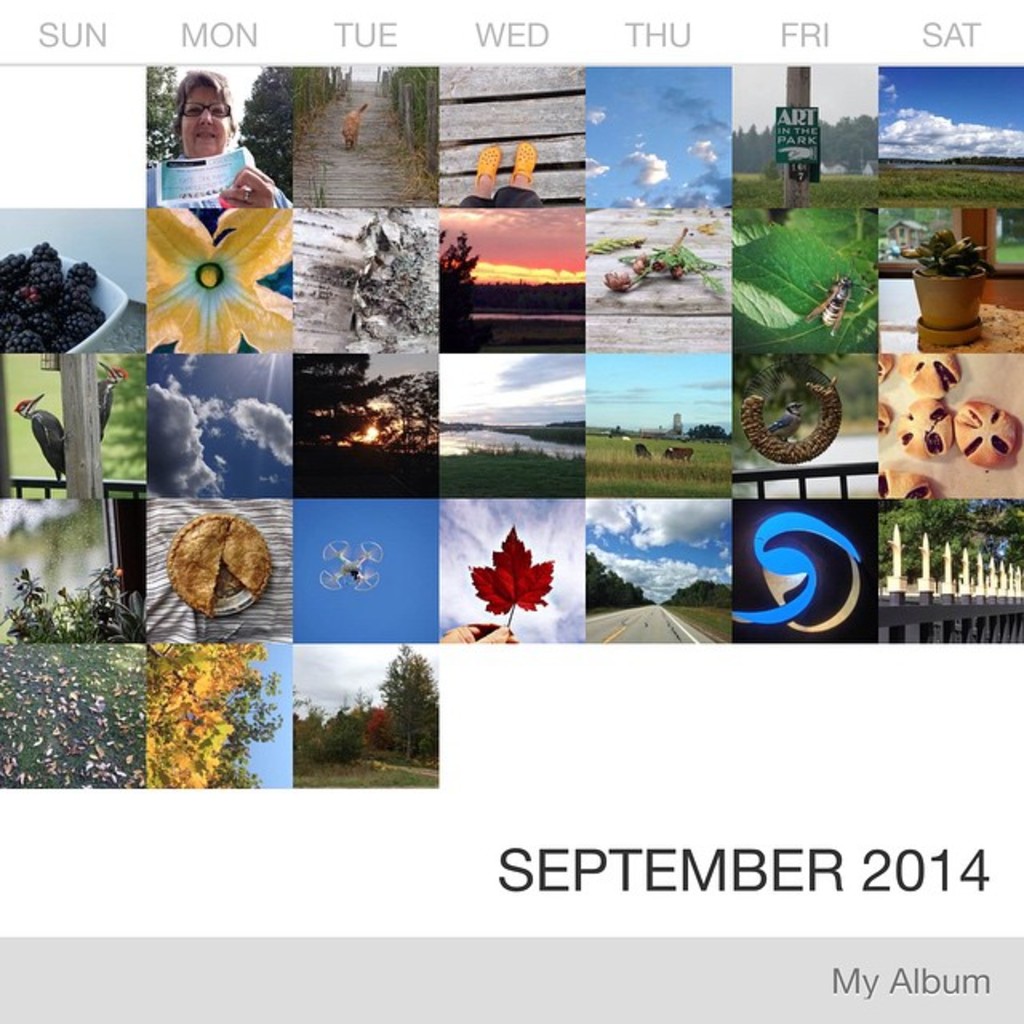 SUN MON TUE WED THU FRI SAT
ART
IN THE
PARK
SEPTEMBER 2014
My Album